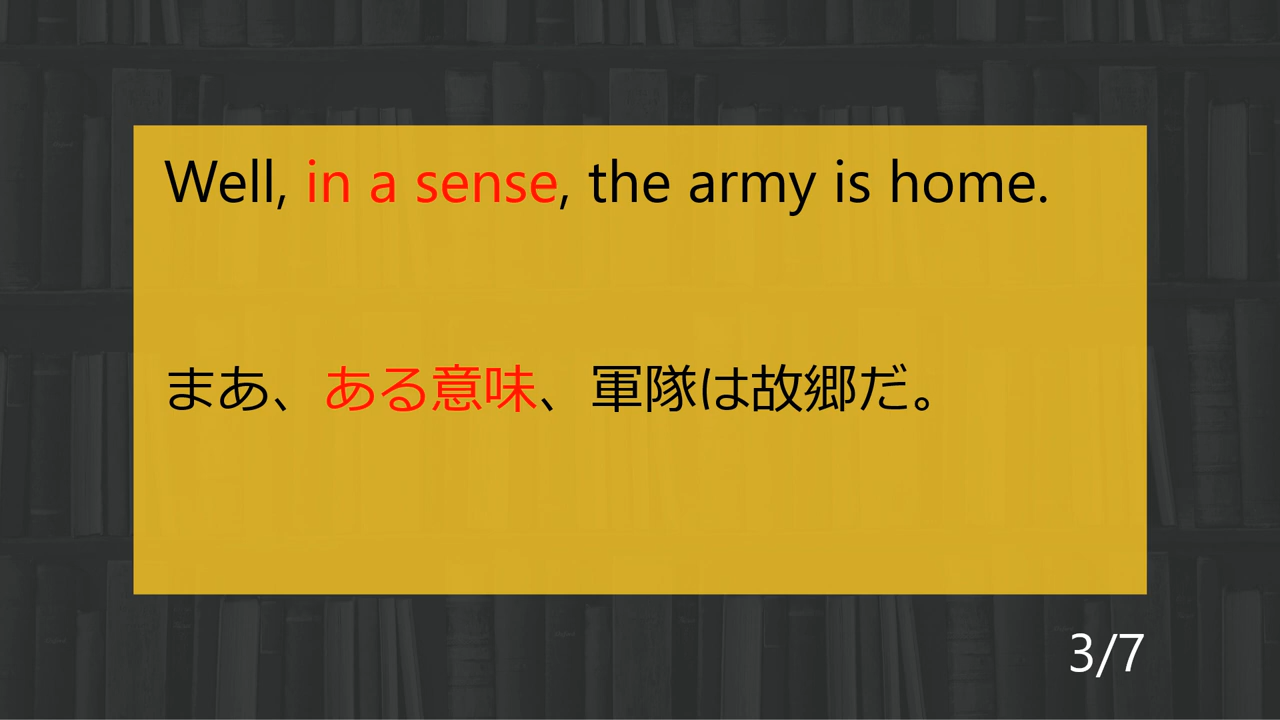 Well, in a sense, the army is home.
まあ、ある意味、軍隊は故郷だ。
3/7